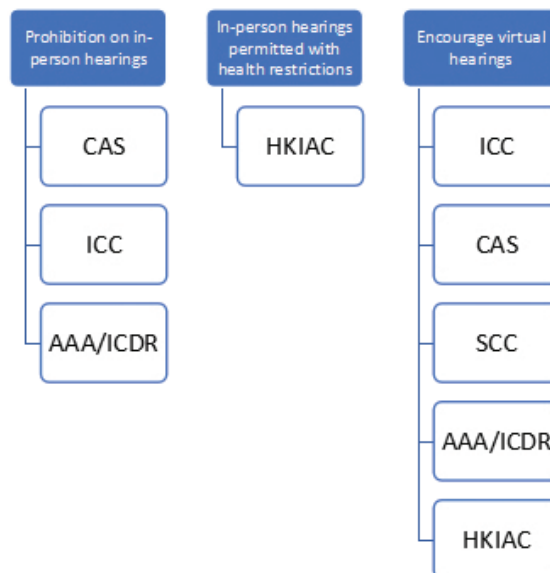 Prohibition on in-
person hearings
CAS
ICC
AAA/ICDR
In-person hearings
permitted with
health restrictions
HKIAC
Encourage virtual
hearings
ICC
CAS
SCC
AAA/ICDR
HKIAC